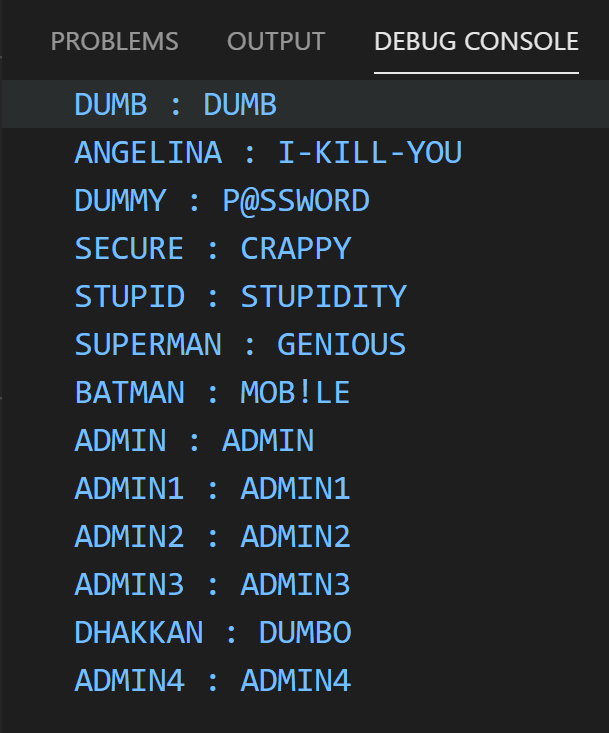 PROBLEMS OUTPUT DEBUG CONSOLE
DUMB : DUMB
ANGELINA : I-KILL-YOU
DUMMY : P@SSWORD
SECURE : CRAPPY
STUPID : STUPIDITY
SUPERMAN : GENIOUS
BATMAN : MOB!LE
ADMIN : ADMIN
ADMIN1 : ADMIN1
ADMIN2 : ADMIN2
ADMIN3 : ADMIN3
DHAKKAN : DUMBO
ADMIN4 : ADMIN4